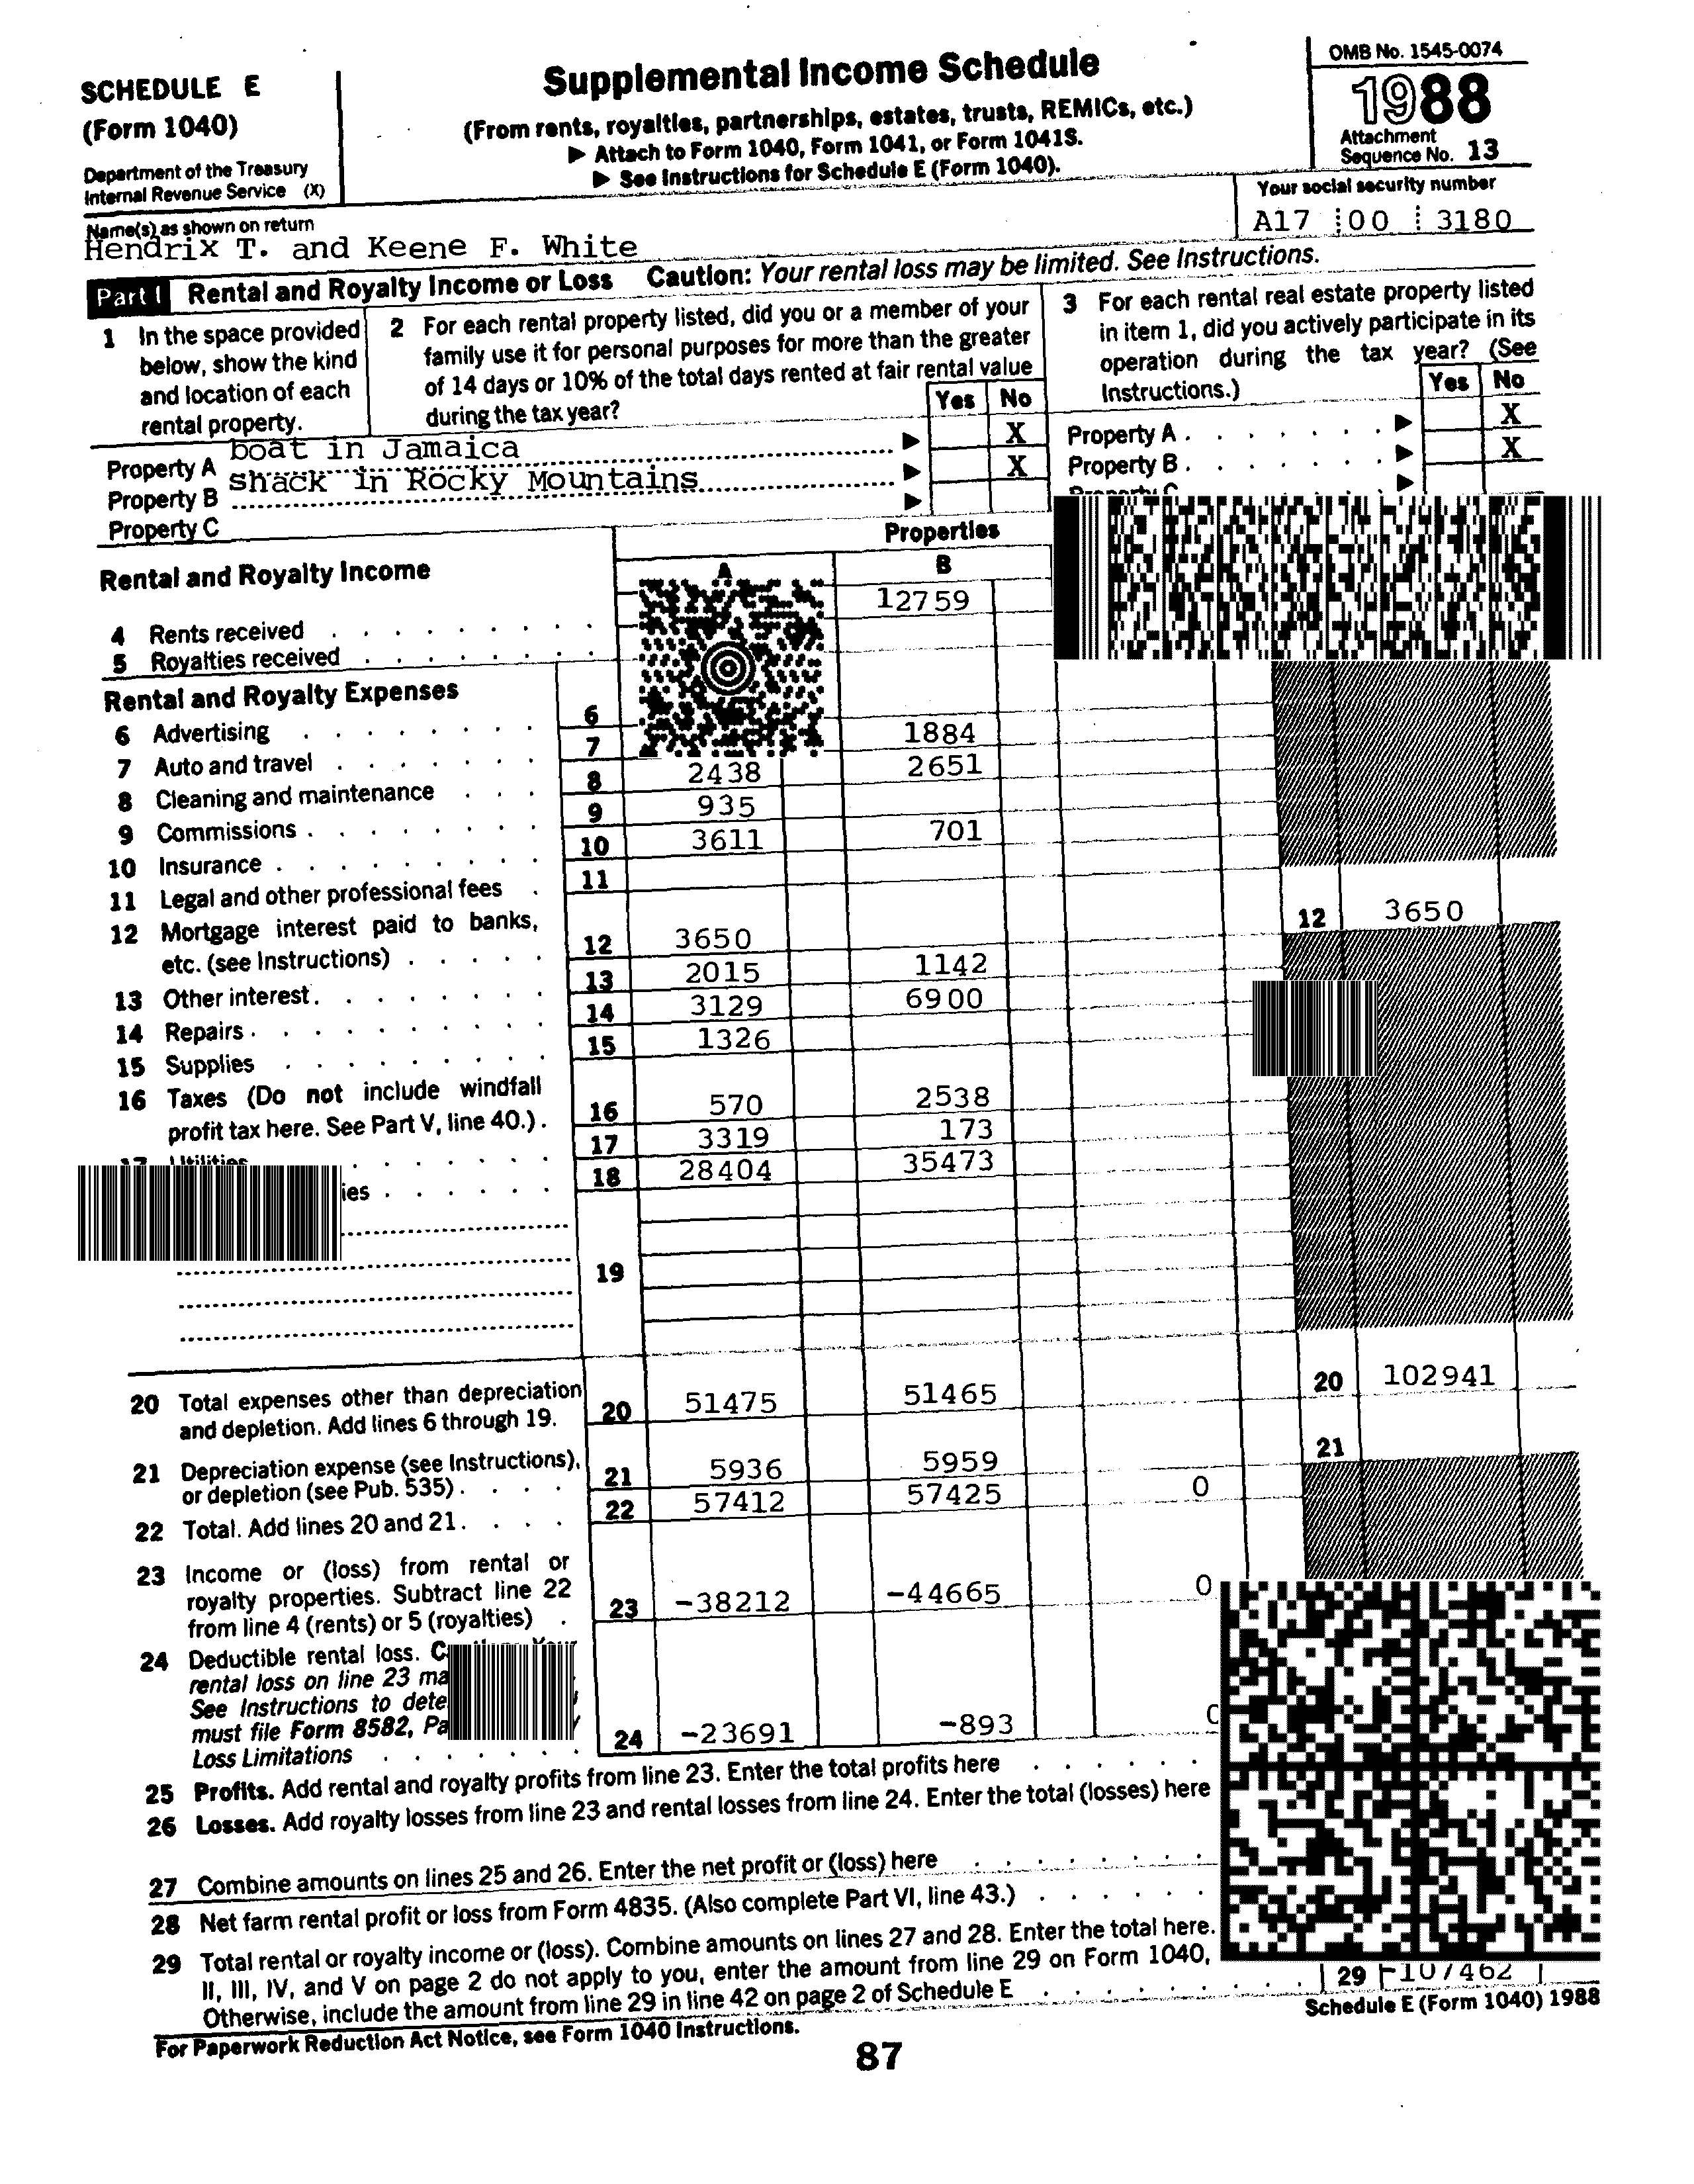 SCHEDULE E
(Form 1040)
Department of the Treasury
Internal Revenue Service (X)
Supplemental Income Schedule
(From rents, royalties, partnerships, estates, trusts, REMICs, etc.)
▶ Attach to Form 1040, Form 1041, or Form 1041S.
▶ See Instructions for Schedule E (Form 1040).
OMB No. 1545-0074
1988
Attachment
Sequence No. 13
Name(s) as shown on return
Hendrix T. and Keene F. White
Your social security number
A17 00 3180
Part I Rental and Royalty Income or Loss Caution: Your rental loss may be limited. See Instructions.
1 In the space provided
below, show the kind
and location of each
rental property.
2 For each rental property listed, did you or a member of your
family use it for personal purposes for more than the greater
of 14 days or 10% of the total days rented at fair rental value
during the tax year?
Yes No
3 For each rental real estate property listed
in item 1, did you actively participate in its
operation during the tax year? (See
Instructions.)
Yes No
Property A boat in Jamaica ▶ X
Property B shack in Rocky Mountains ▶ X
Property C ▶
Property A . . . . . . . ▶ X
Property B . . . . . . . ▶ X
Property C ▶
Rental and Royalty Income
Properties
A B
4 Rents received . . . . . . . . . 12759
5 Royalties received . . . . . . . .
Rental and Royalty Expenses
6 Advertising . . . . . . . . 6
7 Auto and travel . . . . . . . 7 1884
8 Cleaning and maintenance . . . 8 2438 2651
9 Commissions . . . . . . . . 9 935
10 Insurance . . . . . . . . . 10 3611 701
11 Legal and other professional fees . 11
12 Mortgage interest paid to banks,
etc. (see Instructions) . . . . . 12 3650 12 3650
13 Other interest . . . . . . . . 13 2015 1142
14 Repairs . . . . . . . . . . 14 3129 6900
15 Supplies . . . . . . . . 15 1326
16 Taxes (Do not include windfall
profit tax here. See Part V, line 40.) . 16 570 2538
17 Utilities . . . . . . . 17 3319 173
ies . . . . . . 18 28404 35473
19
20 Total expenses other than depreciation
and depletion. Add lines 6 through 19. 20 51475 51465 20 102941
21 Depreciation expense (see Instructions),
or depletion (see Pub. 535) . . . . 21 5936 5959 21
22 Total. Add lines 20 and 21. . . . . 22 57412 57425 0
23 Income or (loss) from rental or
royalty properties. Subtract line 22
from line 4 (rents) or 5 (royalties) . 23 -38212 -44665 0
24 Deductible rental loss.
rental loss on line 23 ma
See Instructions to dete
must file Form 8582, Pa
Loss Limitations . . . . . . . 24 -23691 -893
25 Profits. Add rental and royalty profits from line 23. Enter the total profits here . . . . . .
26 Losses. Add royalty losses from line 23 and rental losses from line 24. Enter the total (losses) here
27 Combine amounts on lines 25 and 26. Enter the net profit or (loss) here . . . . . . . . .
28 Net farm rental profit or loss from Form 4835. (Also complete Part VI, line 43.) . . . . . .
29 Total rental or royalty income or (loss). Combine amounts on lines 27 and 28. Enter the total here.
II, III, IV, and V on page 2 do not apply to you, enter the amount from line 29 on Form 1040,
Otherwise, include the amount from line 29 in line 42 on page 2 of Schedule E . . . . . . . . 29 -107462
For Paperwork Reduction Act Notice, see Form 1040 Instructions.
Schedule E (Form 1040) 1988
87